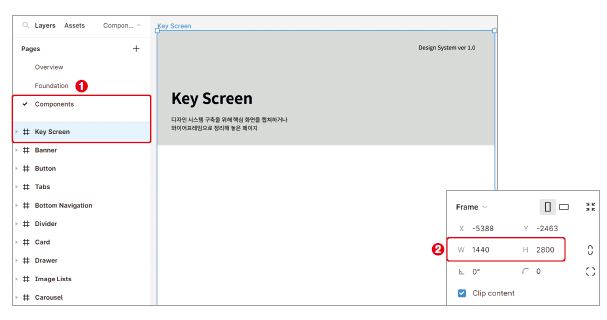 Layers Assets Compon...
Key Screen
Pages
Overview
Foundation
1
Components
Key Screen
Banner
Button
Tabs
Bottom Navigation
Divider
Card
Drawer
Image Lists
Carousel
Design System ver 1.0
Key Screen
디자인 시스템 구축을 위해 핵심 화면을 캡쳐하거나
와이어프레임으로 정리해 놓은 페이지
Frame
X -5388 Y -2463
2
W 1440 H 2800
0° 0
Clip content